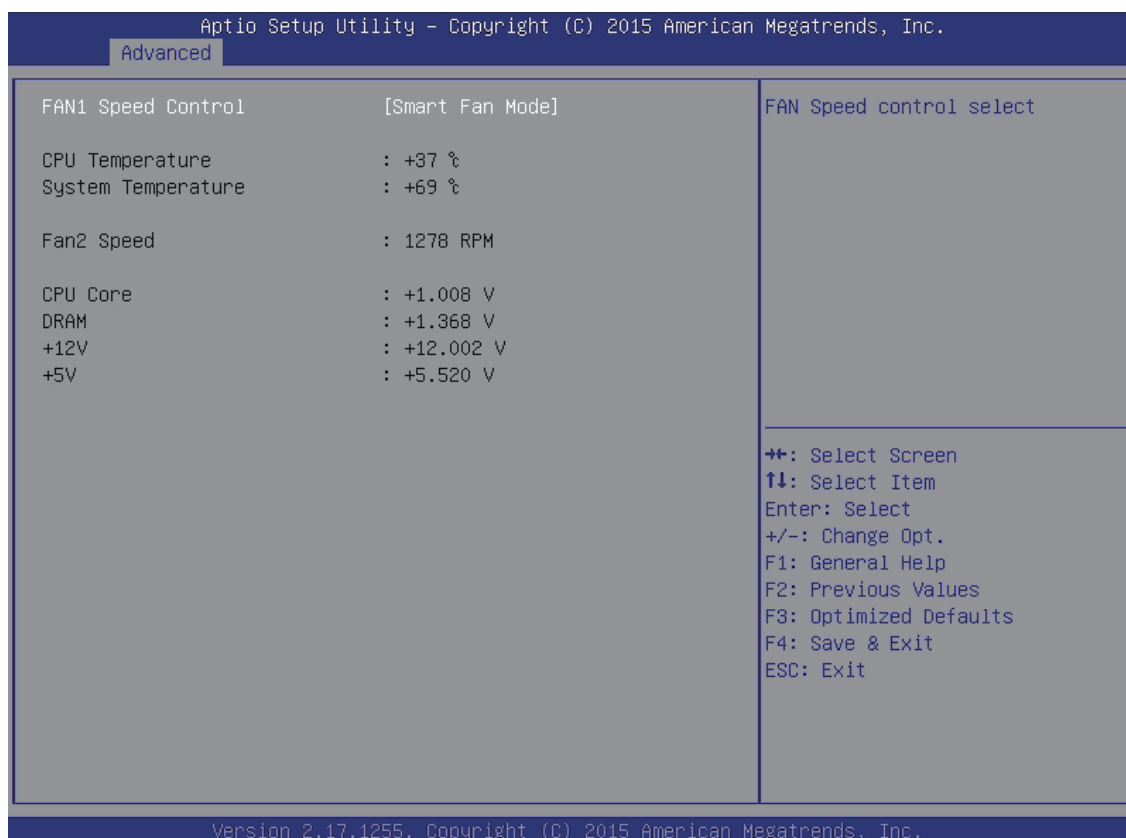 Aptio Setup Utility – Copyright (C) 2015 American Megatrends, Inc.
Advanced
FAN1 Speed Control [Smart Fan Mode]
CPU Temperature : +37 ℃
System Temperature : +69 ℃
Fan2 Speed : 1278 RPM
CPU Core : +1.008 V
DRAM : +1.368 V
+12V : +12.002 V
+5V : +5.520 V
FAN Speed control select
→←: Select Screen
↑↓: Select Item
Enter: Select
+/-: Change Opt.
F1: General Help
F2: Previous Values
F3: Optimized Defaults
F4: Save & Exit
ESC: Exit
Version 2.17.1255. Copyright (C) 2015 American Megatrends, Inc.